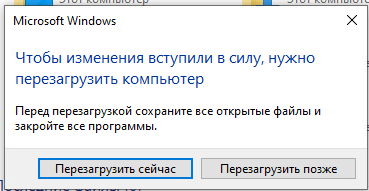 Microsoft Windows
Чтобы изменения вступили в силу, нужно
перезагрузить компьютер
Перед перезагрузкой сохраните все открытые файлы и
закройте все программы.
Перезагрузить сейчас
Перезагрузить позже